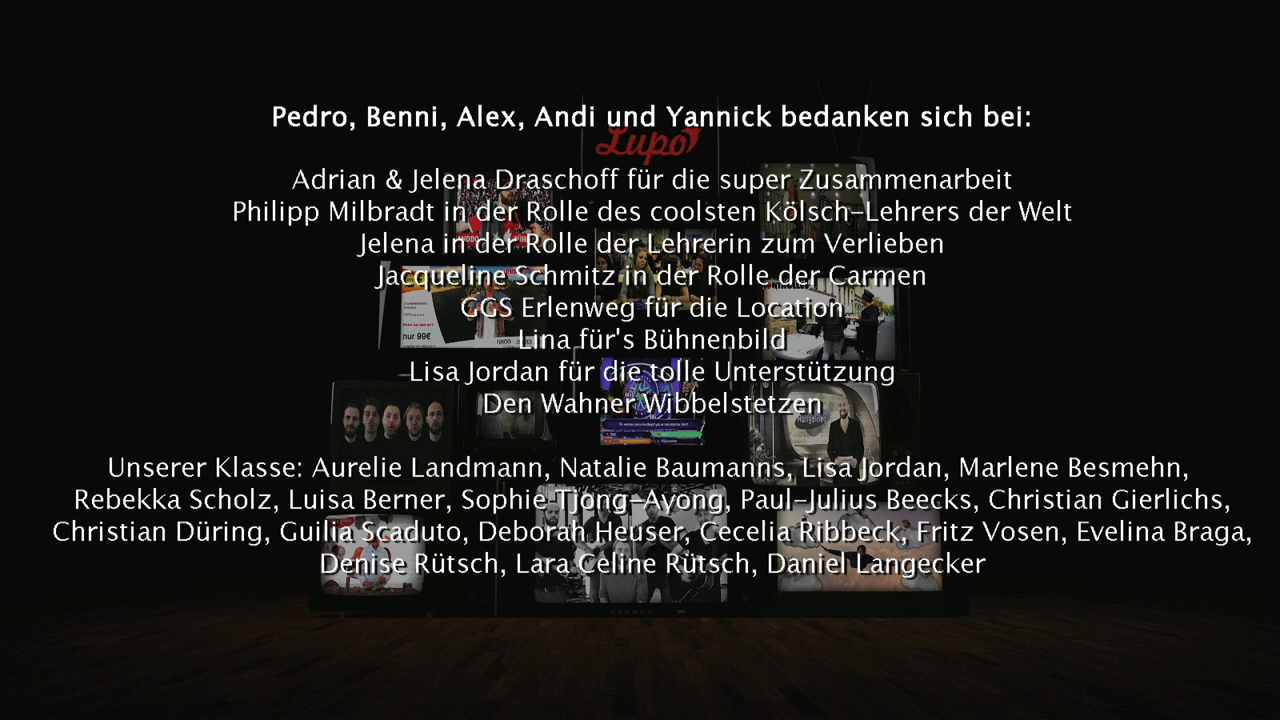 Pedro, Benni, Alex, Andi und Yannick bedanken sich bei:
Lupo
Adrian & Jelena Draschoff für die super Zusammenarbeit
Philipp Milbradt in der Rolle des coolsten Kölsch-Lehrers der Welt
Jelena in der Rolle der Lehrerin zum Verlieben
Jacqueline Schmitz in der Rolle der Carmen
GGS Erlenweg für die Location
Lina für's Bühnenbild
nur 99€
Lisa Jordan für die tolle Unterstützung
Den Wahner Wibbelstetzen
Unserer Klasse: Aurelie Landmann, Natalie Baumanns, Lisa Jordan, Marlene Besmehn,
Rebekka Scholz, Luisa Berner, Sophie Tjong-Ayong, Paul-Julius Beecks, Christian Gierlichs,
Christian Düring, Guilia Scaduto, Deborah Heuser, Cecelia Ribbeck, Fritz Vosen, Evelina Braga,
Denise Rütsch, Lara Celine Rütsch, Daniel Langecker